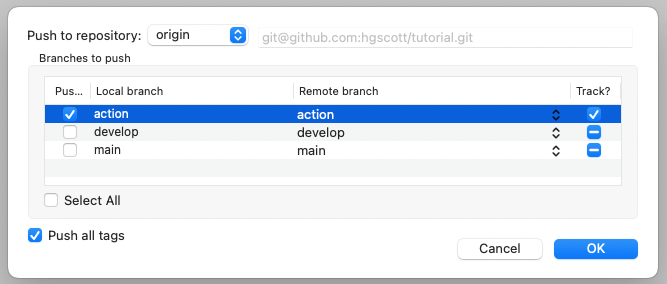 Push to repository: origin git@github.com:hgscott/tutorial.git
Branches to push
Pus... Local branch Remote branch Track?
action action
develop develop
main main
Select All
Push all tags
Cancel OK